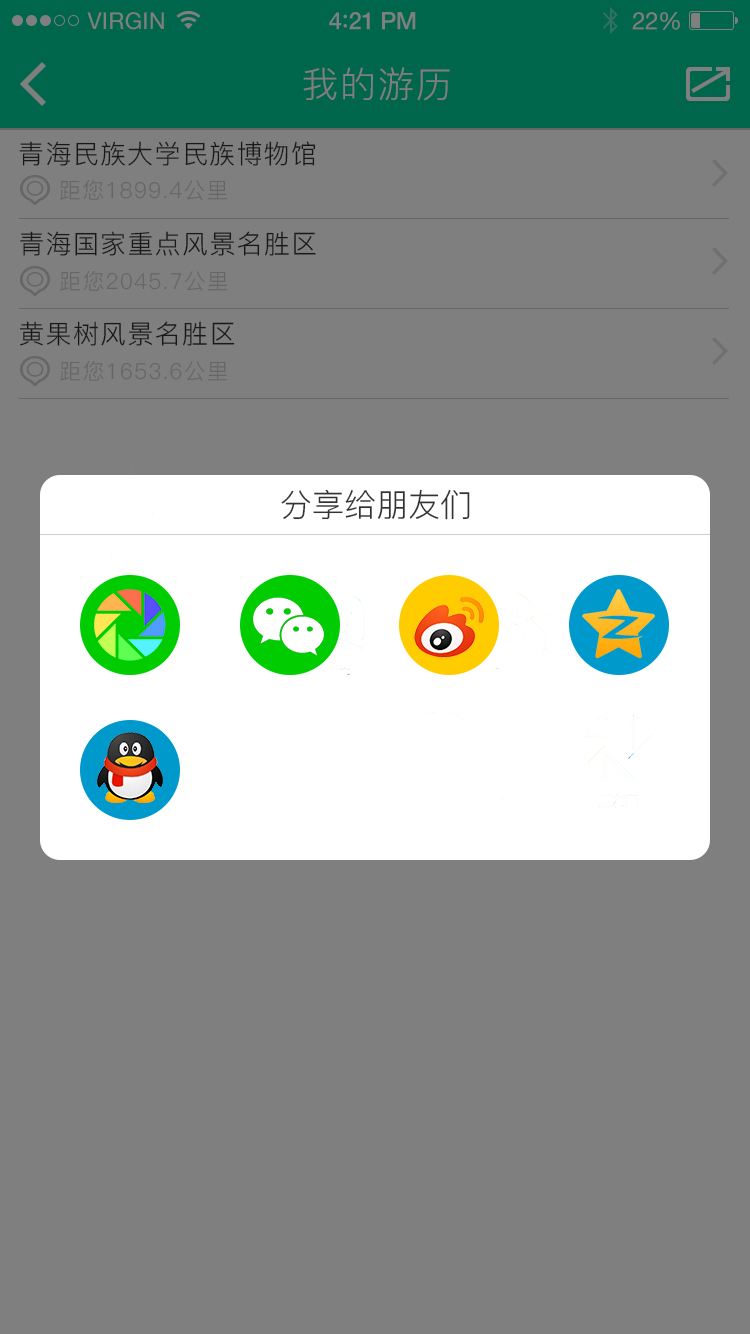 VIRGIN 4:21 PM 22%
我的游历
青海民族大学民族博物馆
距您1899.4公里
青海国家重点风景名胜区
距您2045.7公里
黄果树风景名胜区
距您1653.6公里
分享给朋友们